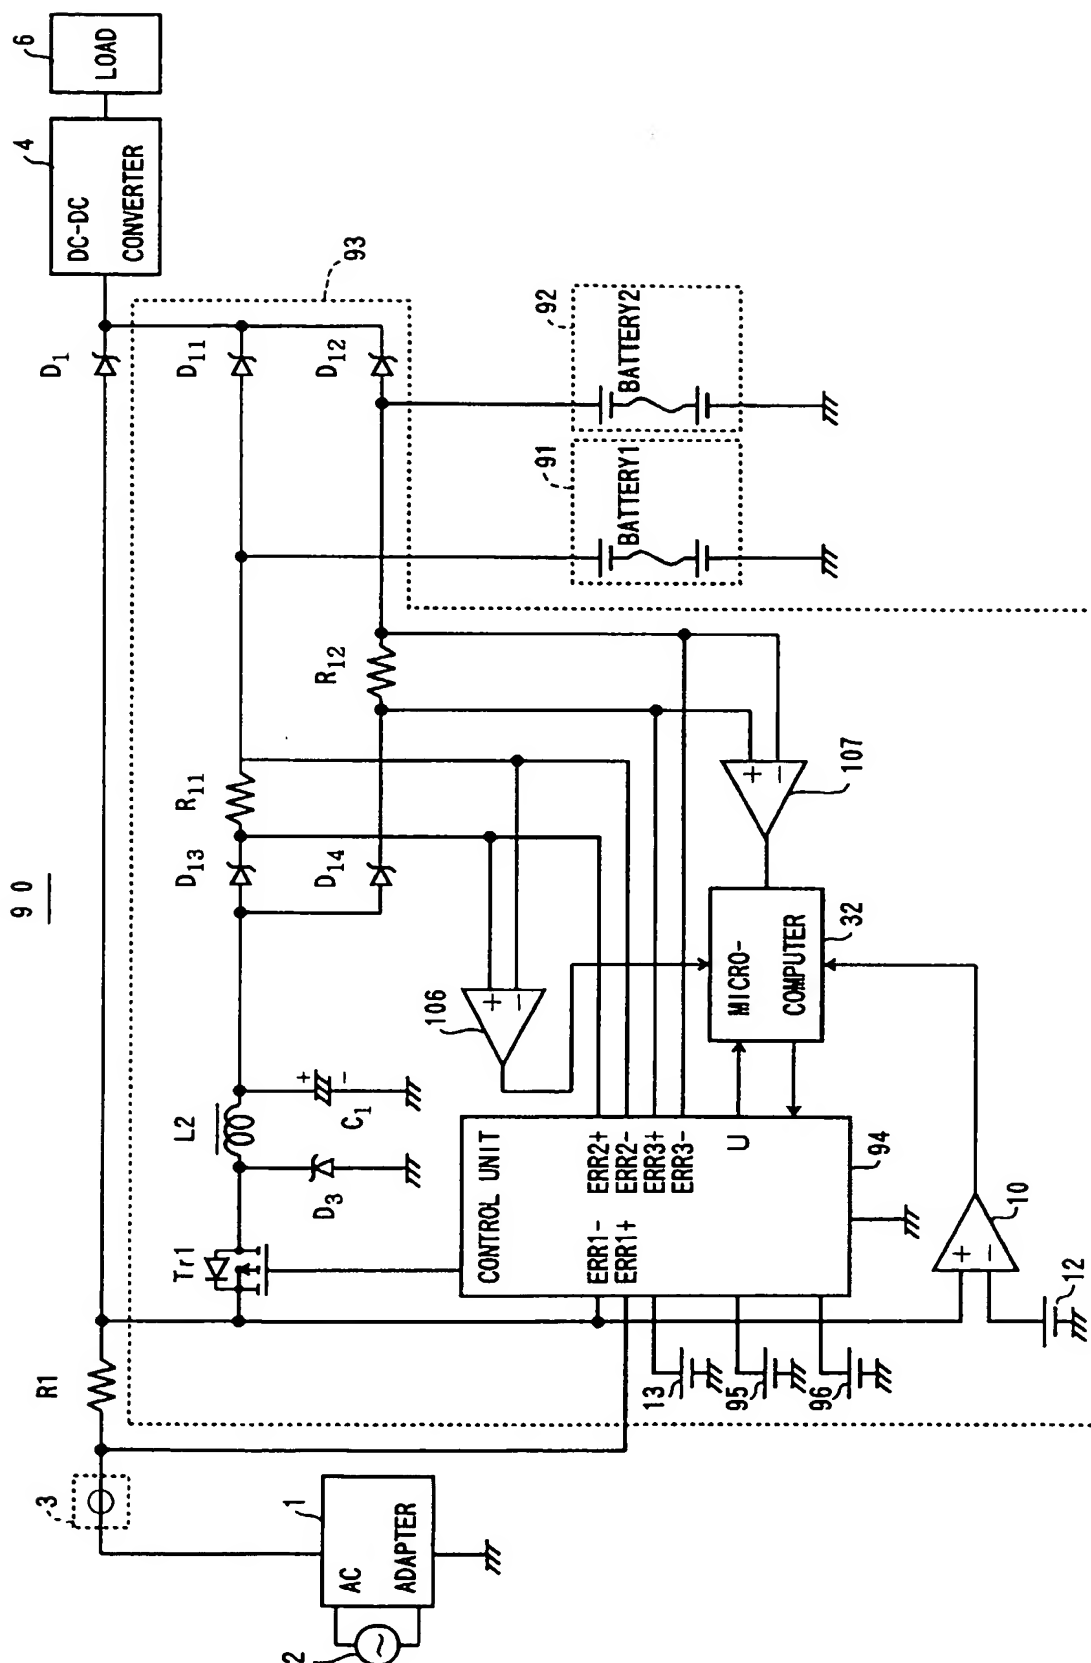 9 0
6
LOAD
4
DC-DC
CONVERTER
93
D1
D11
D12
92
BATTERY2
91
BATTERY1
R12
R11
D13
D14
107
32
MICRO-
COMPUTER
106
L2
+
-
C1
D3
Tr1
CONTROL UNIT
ERR1-
ERR1+
ERR2+
ERR2-
ERR3+
ERR3-
U
94
+
-
+
-
+
-
10
12
13
95
96
R1
3
1
AC
ADAPTER
2